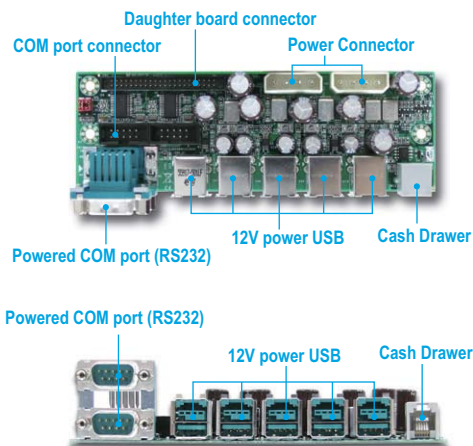 Daughter board connector
COM port connector
Power Connector
12V power USB
Cash Drawer
Powered COM port (RS232)
Powered COM port (RS232)
12V power USB
Cash Drawer